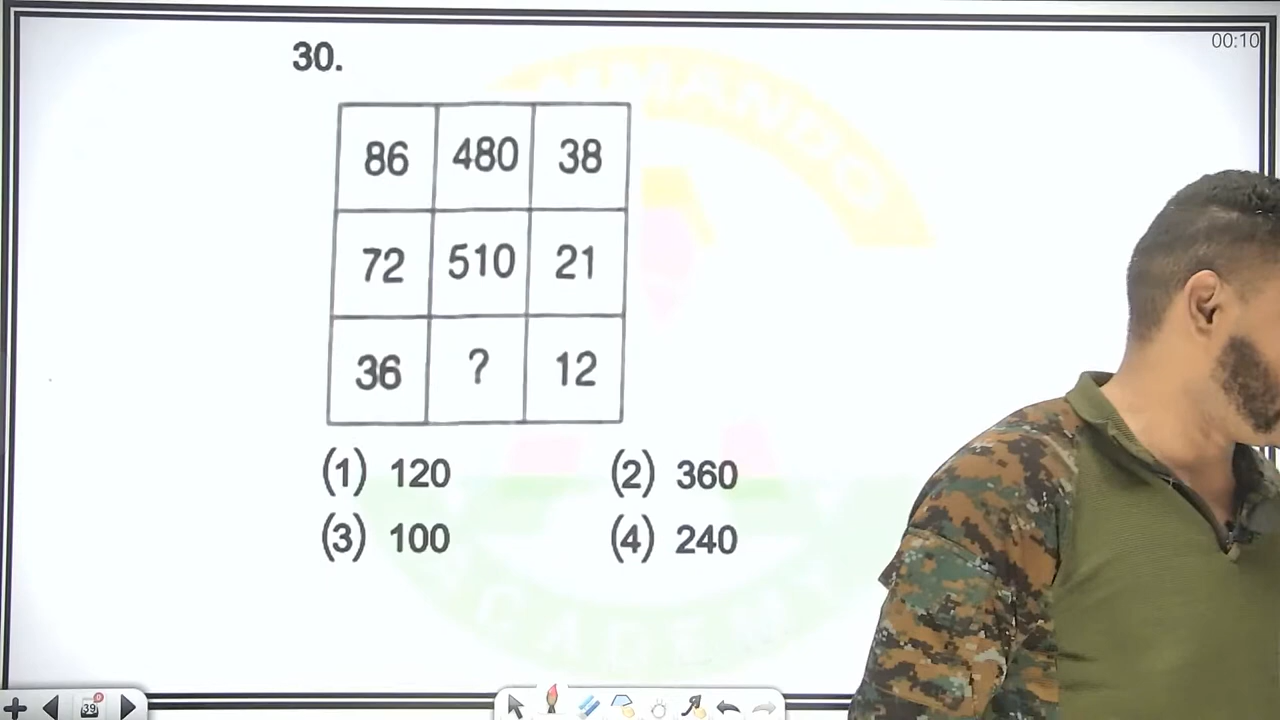 00:10
30.
86 480 38
72 510 21
36 ? 12
(1) 120 (2) 360
(3) 100 (4) 240
ACADEMY
39